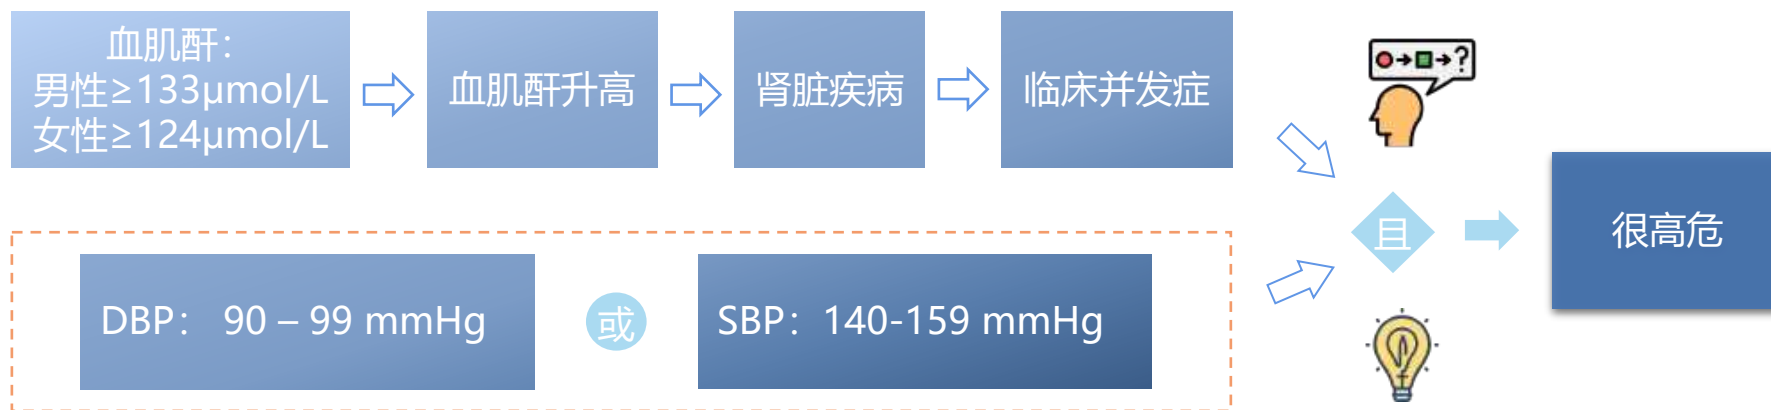 血肌酐：
男性≥133μmol/L
女性≥124μmol/L
血肌酐升高
肾脏疾病
临床并发症
?
且
很高危
DBP： 90 – 99 mmHg
或
SBP：140-159 mmHg